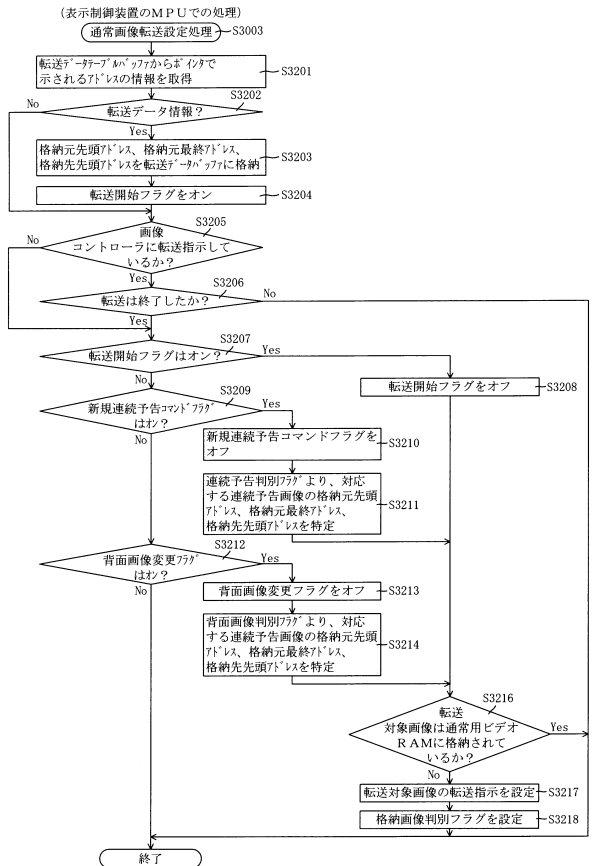 (表示制御装置のMPUでの処理)
通常画像転送設定処理
S3003
転送データテーブルバッファからポインタで
示されるアドレスの情報を取得
S3201
S3202
転送データ情報?
No
Yes
格納元先頭アドレス、格納元最終アドレス、
格納先先頭アドレスを転送データバッファに格納
S3203
転送開始フラグをオン
S3204
S3205
画像
コントローラに転送指示して
いるか?
No
Yes
S3206
転送は終了したか?
No
Yes
S3207
転送開始フラグはオン?
Yes
No
転送開始フラグをオフ
S3208
S3209
新規連続予告コマンドフラグ
はオン?
Yes
No
新規連続予告コマンドフラグを
オフ
S3210
連続予告判別フラグより、対応
する連続予告画像の格納元先頭
アドレス、格納元最終アドレス、
格納先先頭アドレスを特定
S3211
S3212
背面画像変更フラグ
はオン?
Yes
No
背面画像変更フラグをオフ
S3213
背面画像判別フラグより、対応
する連続予告画像の格納元先頭
アドレス、格納元最終アドレス、
格納先先頭アドレスを特定
S3214
S3216
転送
対象画像は通常用ビデオ
RAMに格納されて
いるか?
Yes
No
転送対象画像の転送指示を設定
S3217
格納画像判別フラグを設定
S3218
終了